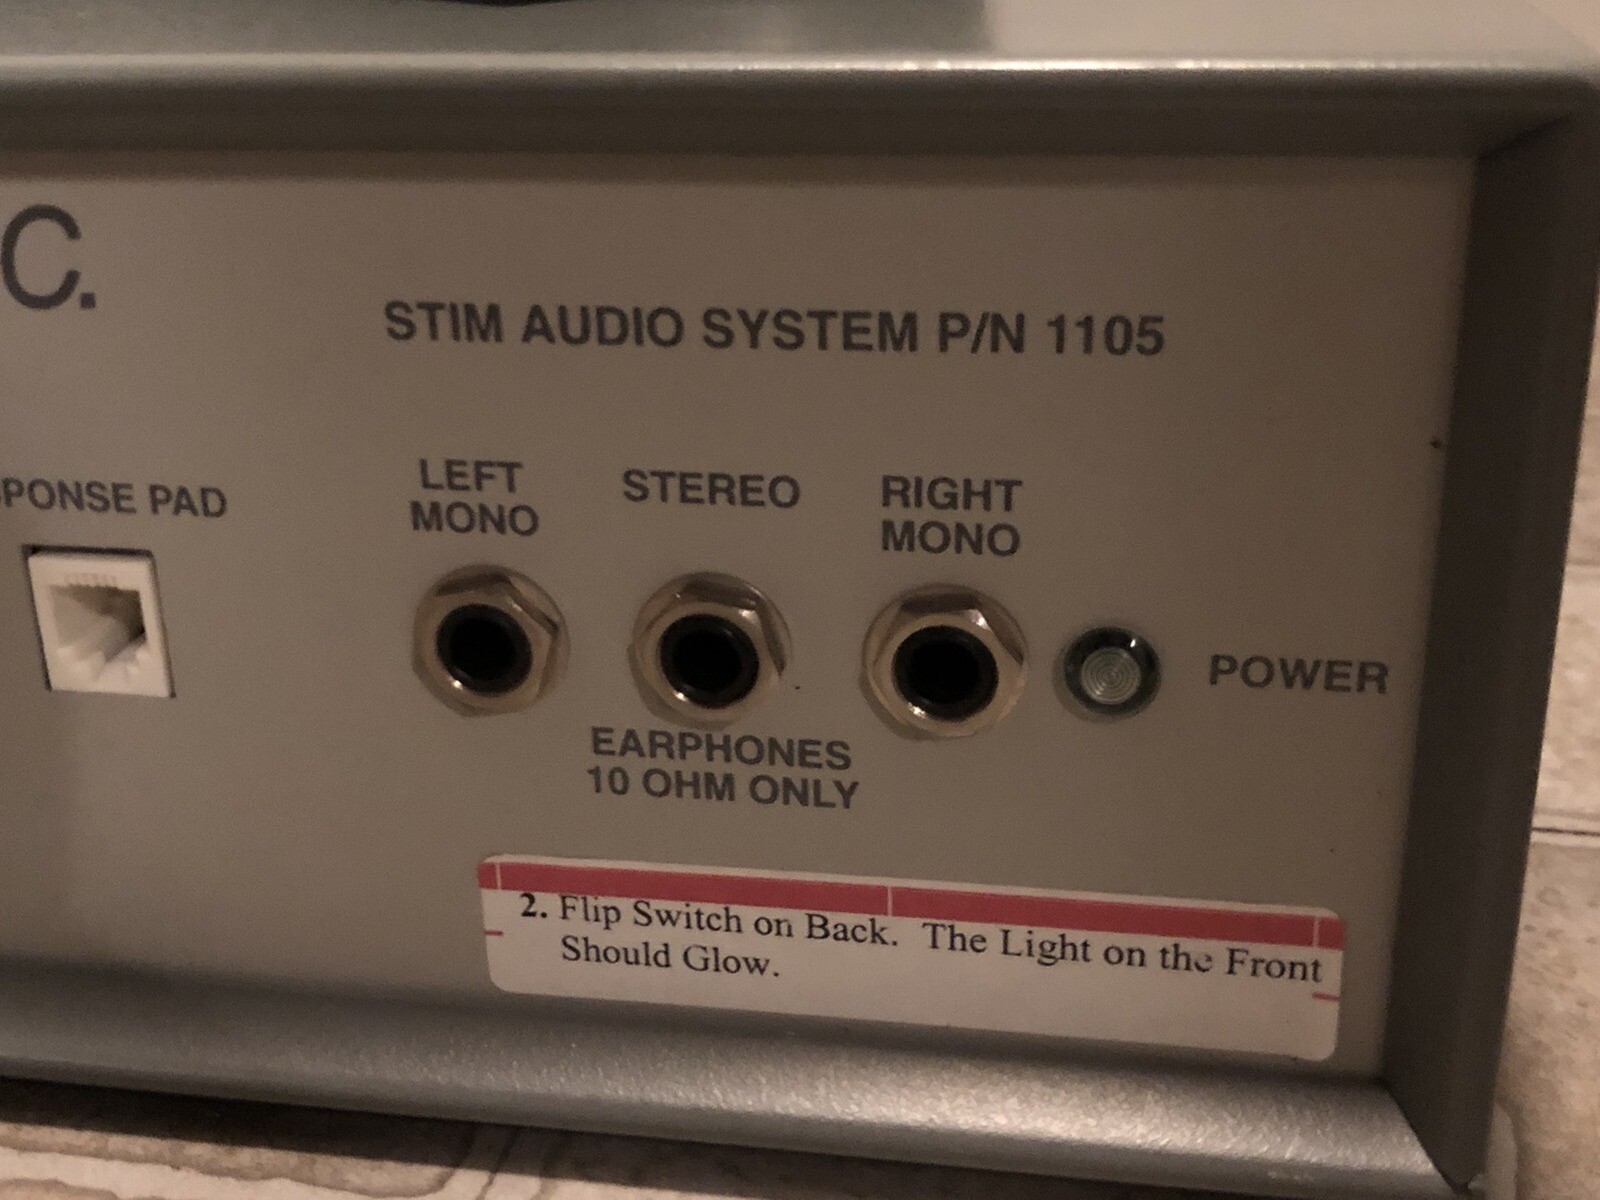 C.
STIM AUDIO SYSTEM P/N 1105
PONSE PAD
LEFT
MONO
STEREO
RIGHT
MONO
POWER
EARPHONES
10 OHM ONLY
2. Flip Switch on Back. The Light on the Front
Should Glow.